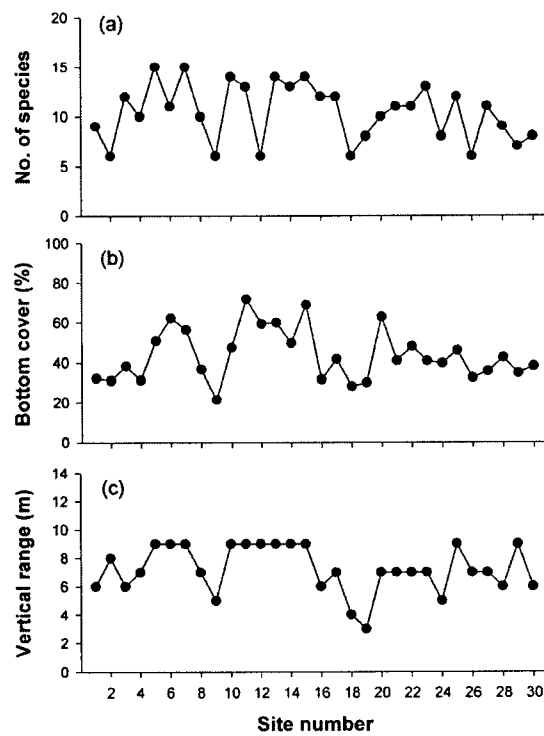 (a)
No. of species
20
15
10
5
0
(b)
Bottom cover (%)
100
80
60
40
20
0
(c)
Vertical range (m)
14
12
10
8
6
4
2
0
2 4 6 8 10 12 14 16 18 20 22 24 26 28 30
Site number